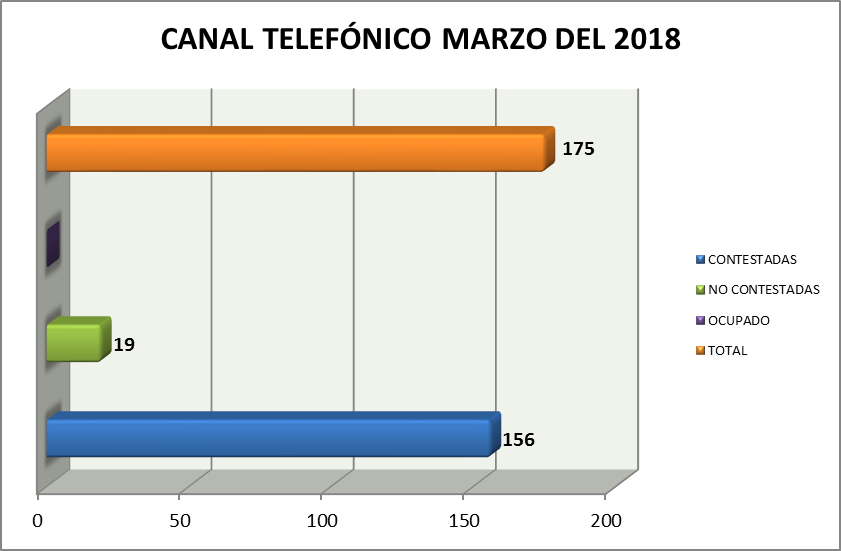 CANAL TELEFÓNICO MARZO DEL 2018
175
19
156
0 50 100 150 200
CONTESTADAS
NO CONTESTADAS
OCUPADO
TOTAL